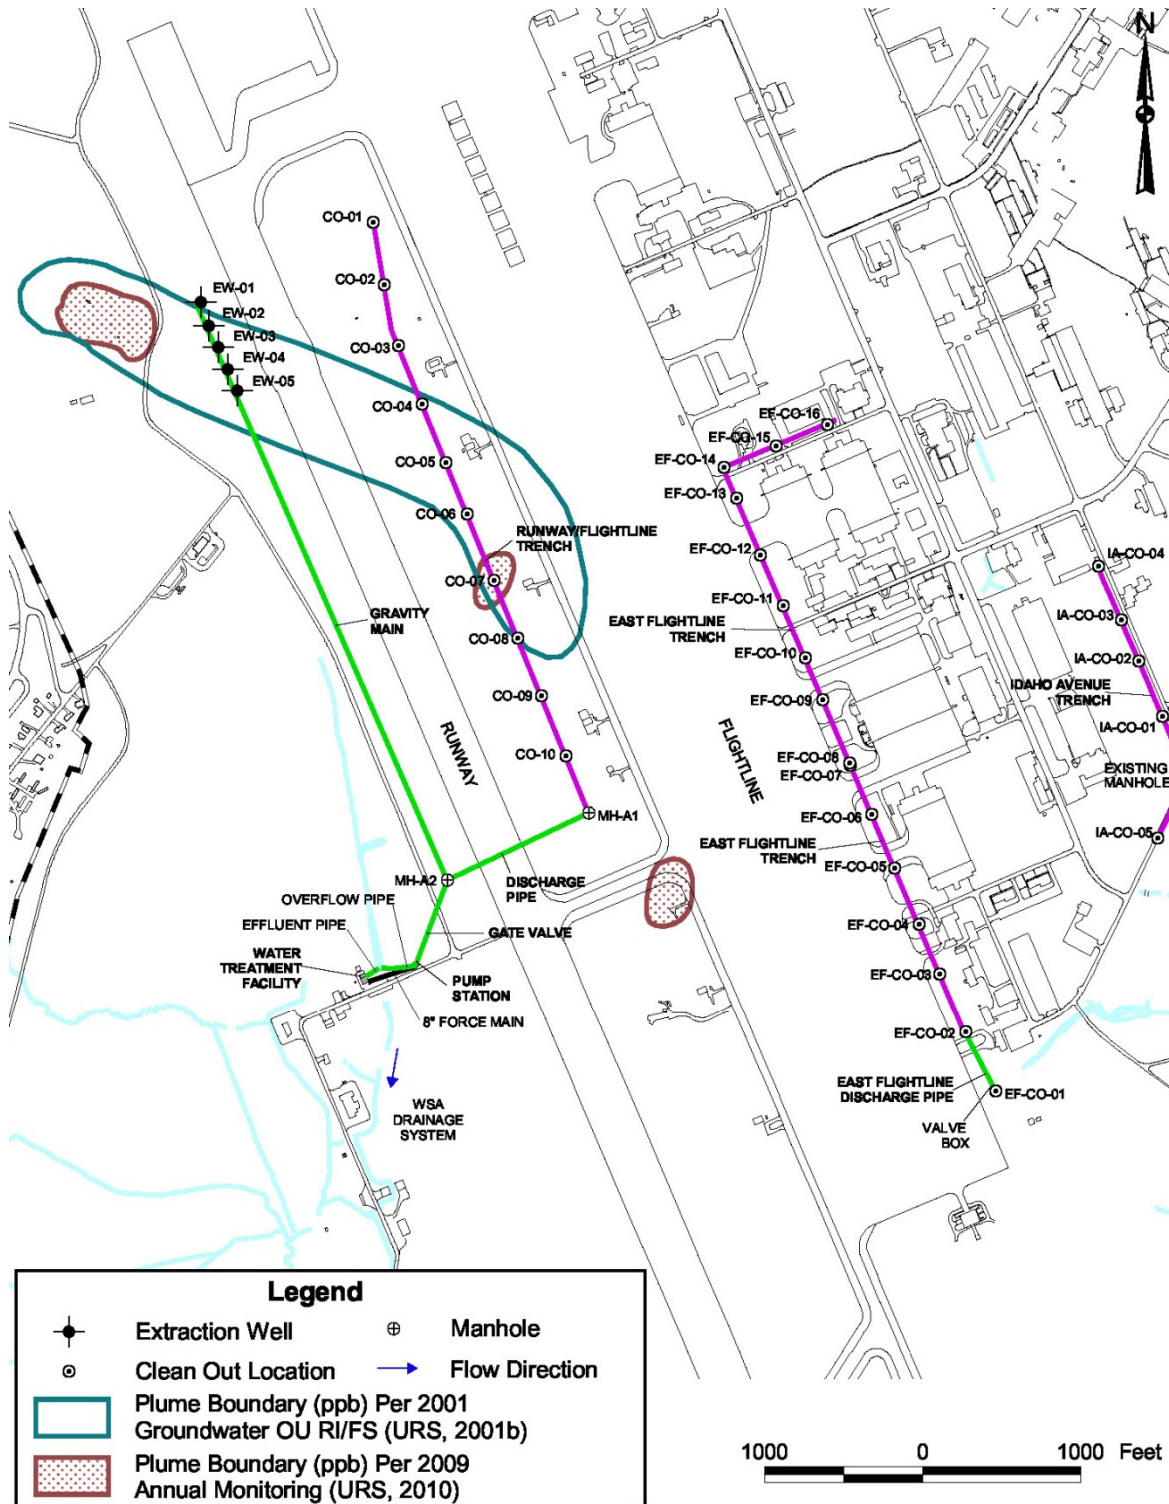 N
CO-01
CO-02
EW-01
EW-02
EW-03
CO-03
EW-04
EW-05
CO-04
EF-CO-16
EF-CO-15
CO-05
EF-CO-14
EF-CO-13
CO-06
RUNWAY/FLIGHTLINE
TRENCH
EF-CO-12
IA-CO-04
CO-07
EF-CO-11
GRAVITY
MAIN
EAST FLIGHTLINE
TRENCH
IA-CO-03
CO-08
EF-CO-10
IA-CO-02
CO-09
EF-CO-09
IDAHO AVENUE
TRENCH
IA-CO-01
RUNWAY
FLIGHTLINE
CO-10
EF-CO-08
EF-CO-07
EXISTING
MANHOLE
MH-A1
EF-CO-06
IA-CO-05
EAST FLIGHTLINE
TRENCH
EF-CO-05
MH-A2
DISCHARGE
PIPE
OVERFLOW PIPE
EFFLUENT PIPE
GATE VALVE
EF-CO-04
WATER
TREATMENT
FACILITY
PUMP
STATION
EF-CO-03
8" FORCE MAIN
EF-CO-02
EAST FLIGHTLINE
DISCHARGE PIPE
EF-CO-01
WSA
DRAINAGE
SYSTEM
VALVE
BOX
Legend
Extraction Well
Manhole
Clean Out Location
Flow Direction
Plume Boundary (ppb) Per 2001
Groundwater OU RI/FS (URS, 2001b)
Plume Boundary (ppb) Per 2009
Annual Monitoring (URS, 2010)
1000 0 1000 Feet